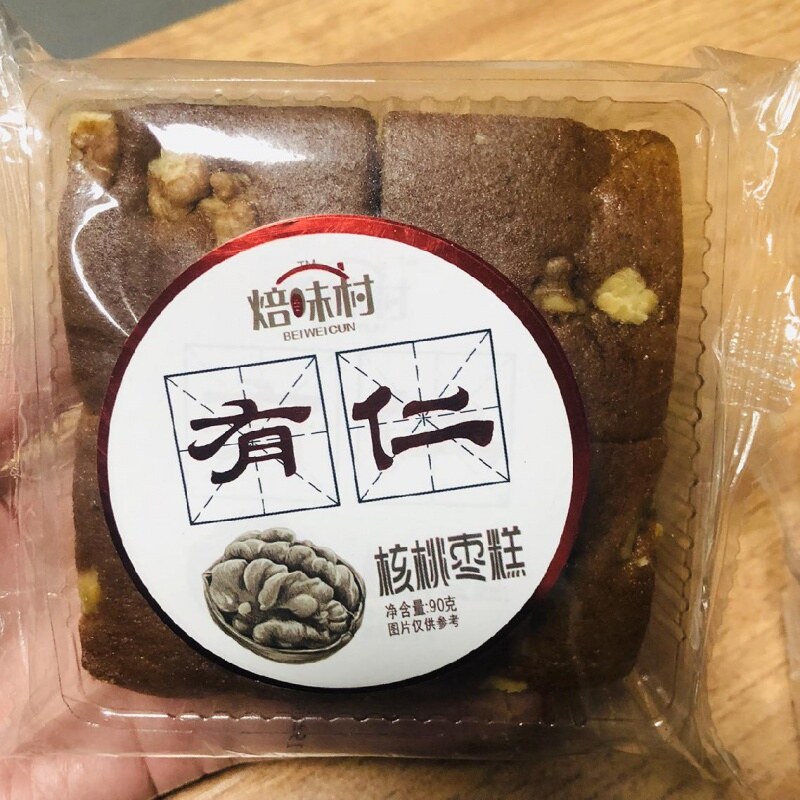 TM
焙味村
BEIWEICUN
有仁
核桃枣糕
净含量:90克
图片仅供参考